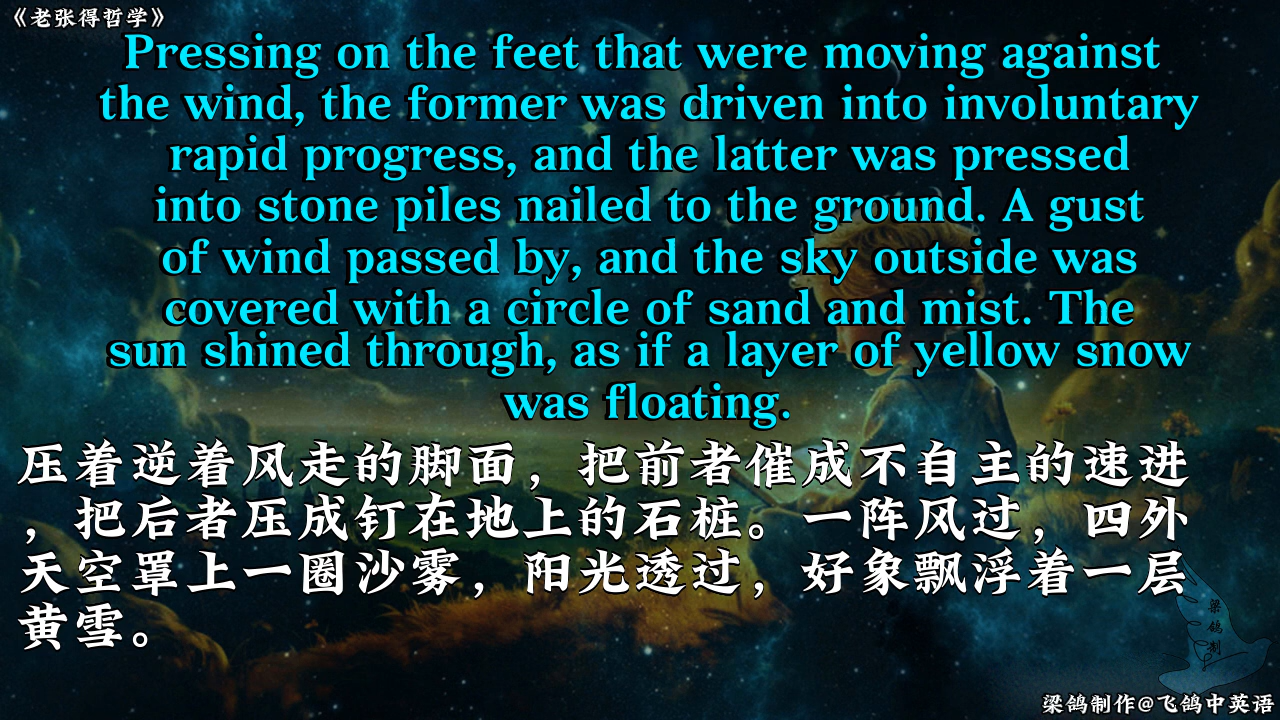 《老张得哲学》
Pressing on the feet that were moving against
the wind, the former was driven into involuntary
rapid progress, and the latter was pressed
into stone piles nailed to the ground. A gust
of wind passed by, and the sky outside was
covered with a circle of sand and mist. The
sun shined through, as if a layer of yellow snow
was floating.
压着逆着风走的脚面，把前者催成不自主的速进
，把后者压成钉在地上的石桩。一阵风过，四外
天空罩上一圈沙雾，阳光透过，好象飘浮着一层
黄雪。
梁鸽制
梁鸽制作@飞鸽中英语